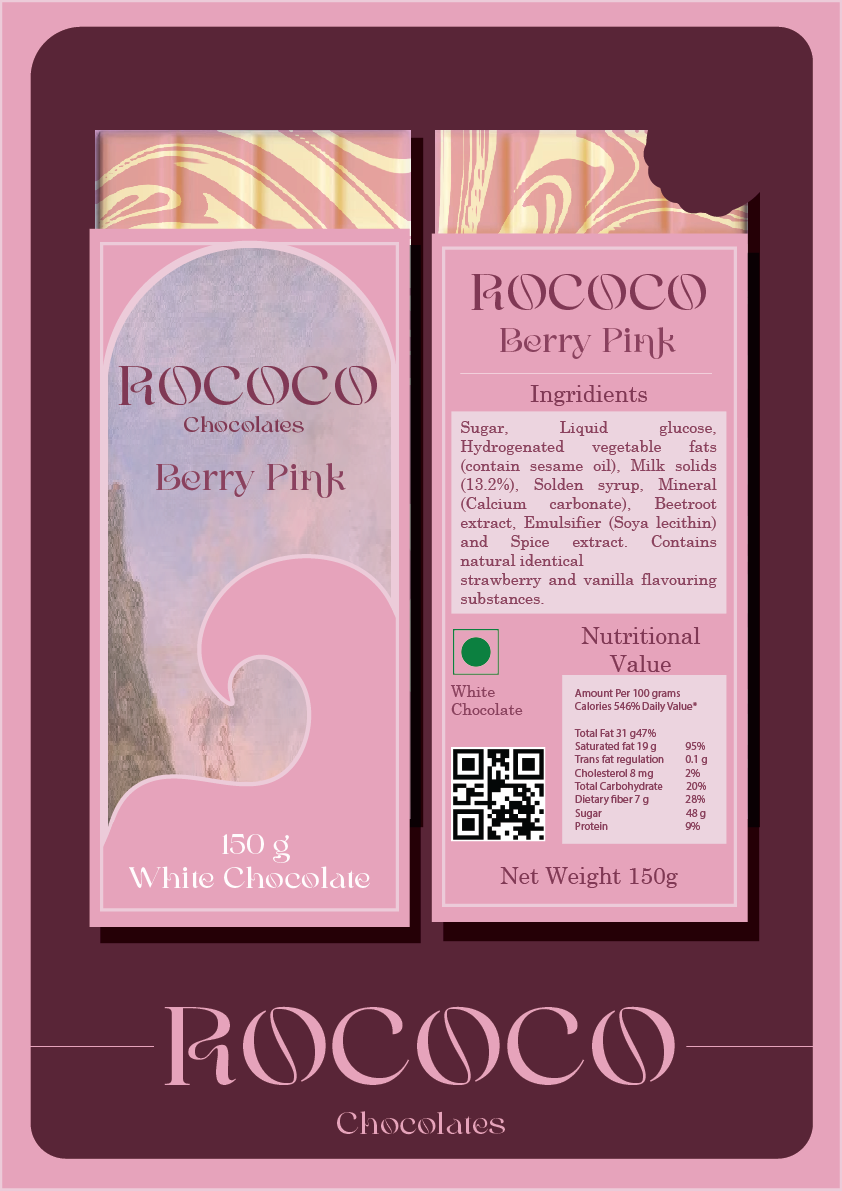 ROCOCO
Chocolates
Berry Pink
150 g
White Chocolate
ROCOCO
Berry Pink
Ingridients
Sugar, Liquid glucose,
Hydrogenated vegetable fats
(contain sesame oil), Milk solids
(13.2%), Solden syrup, Mineral
(Calcium carbonate), Beetroot
extract, Emulsifier (Soya lecithin)
and Spice extract. Contains
natural identical
strawberry and vanilla flavouring
substances.
White
Chocolate
Nutritional
Value
Amount Per 100 grams
Calories 546% Daily Value*
Total Fat 31 g47%
Saturated fat 19 g 95%
Trans fat regulation 0.1 g
Cholesterol 8 mg 2%
Total Carbohydrate 20%
Dietary fiber 7 g 28%
Sugar 48 g
Protein 9%
Net Weight 150g
ROCOCO
Chocolates